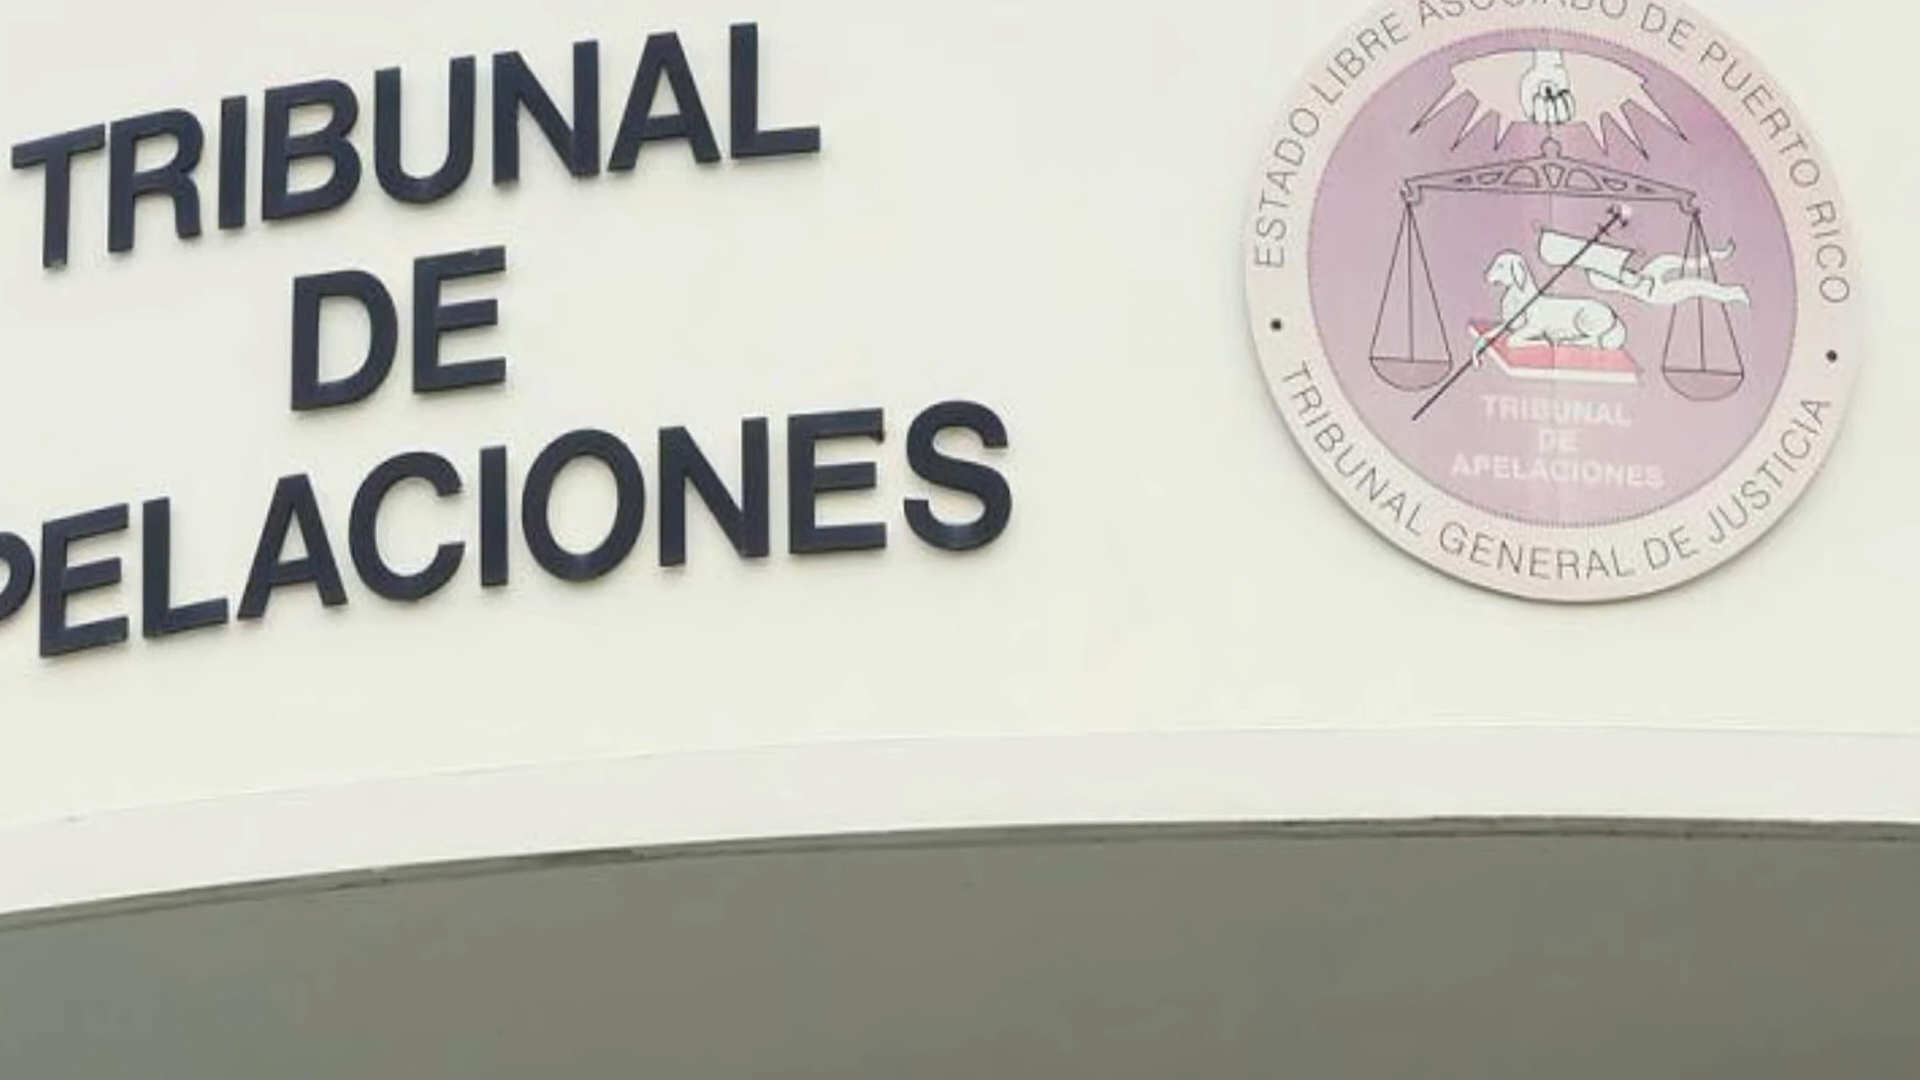 TRIBUNAL
DE
PELACIONES
ESTADO LIBRE ASOCIADO DE PUERTO RICO
TRIBUNAL
DE
APELACIONES
TRIBUNAL GENERAL DE JUSTICIA